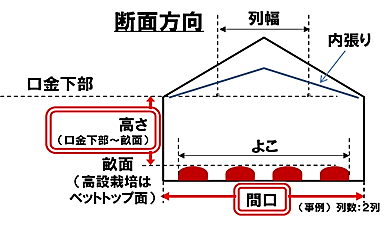 断面方向
列幅
内張り
口金下部
高さ
(口金下部～畝面)
よこ
畝面
(高設栽培は
ベットトップ面)
間口
(事例)列数:2列